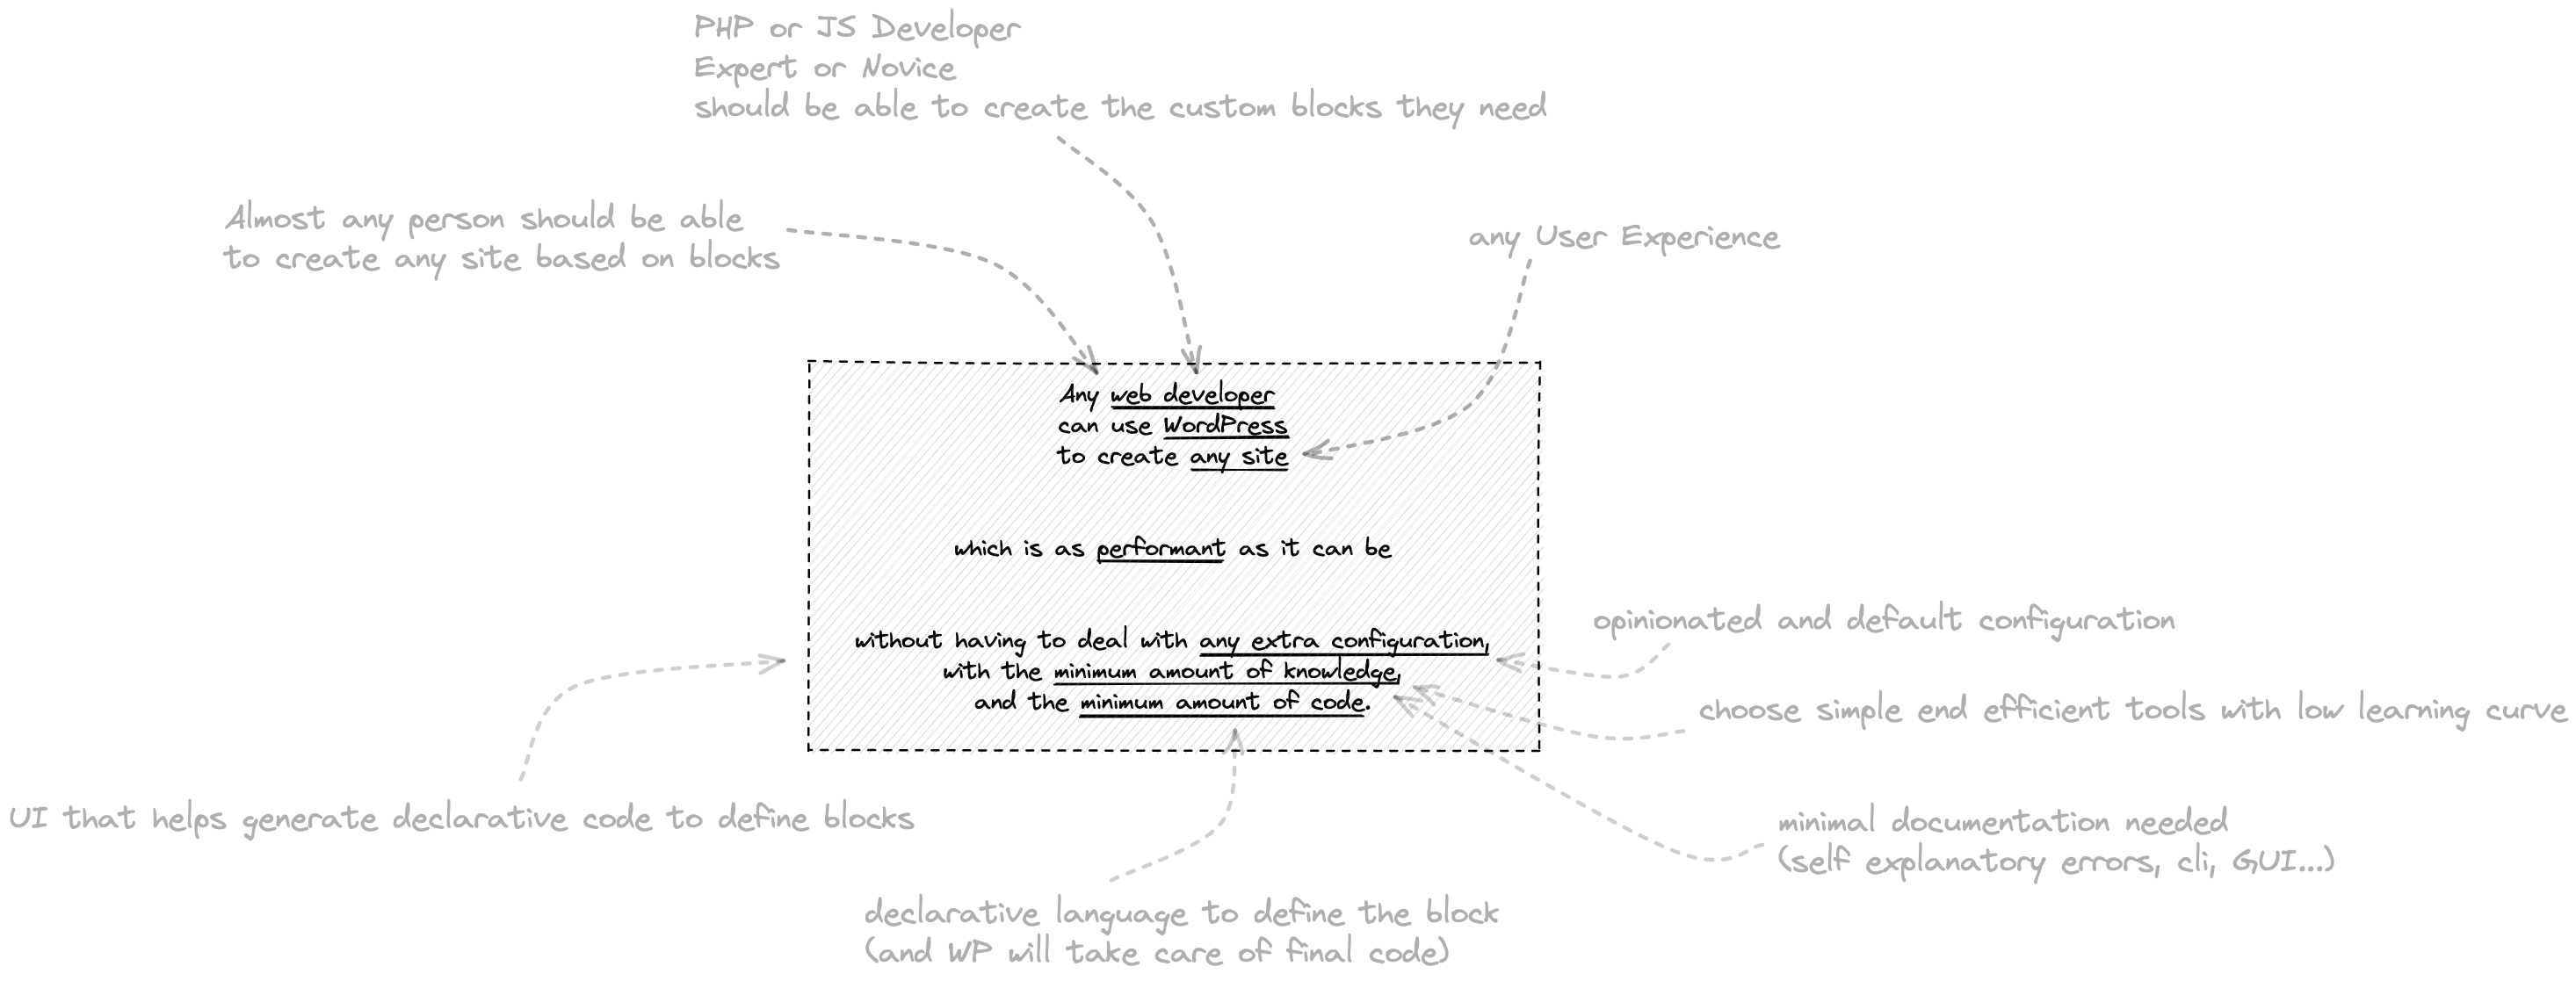 PHP or JS Developer
Expert or Novice
should be able to create the custom blocks they need
Almost any person should be able
to create any site based on blocks
any User Experience
Any web developer
can use WordPress
to create any site
which is as performant as it can be
without having to deal with any extra configuration,
with the minimum amount of knowledge,
and the minimum amount of code.
opinionated and default configuration
choose simple end efficient tools with low learning curve
UI that helps generate declarative code to define blocks
minimal documentation needed
(self explanatory errors, cli, GUI...)
declarative language to define the block
(and WP will take care of final code)